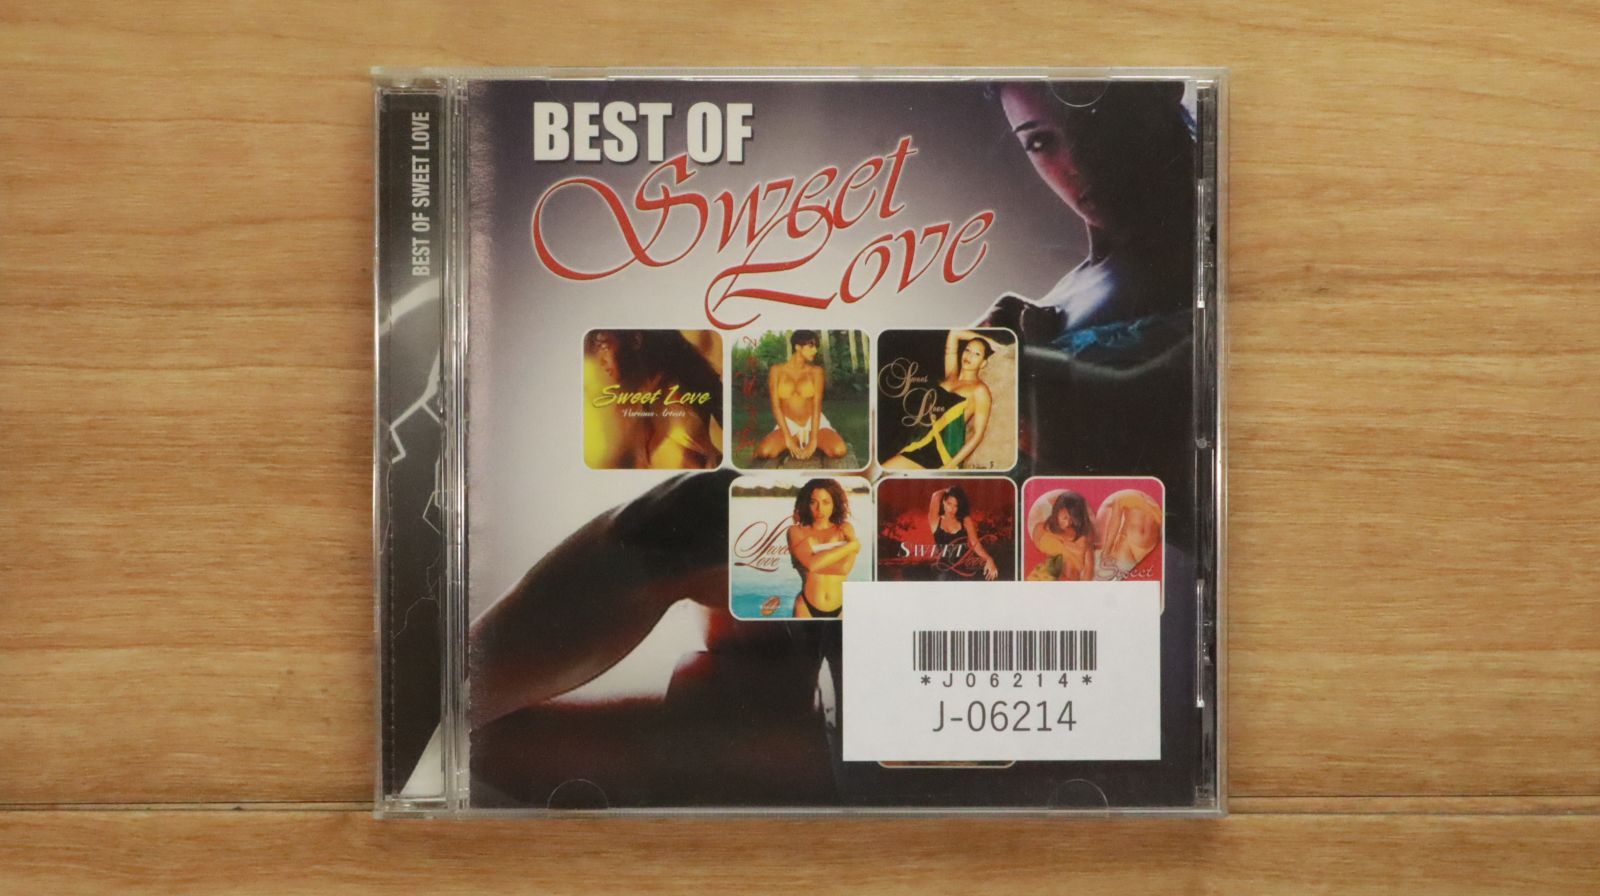 BEST OF SWEET LOVE
BEST OF
Sweet
Love
Sweet Love
Various Artists
Sweet
Love
3
Sweet
Love
SWEET
Love
Sweet
*J06214*
J-06214